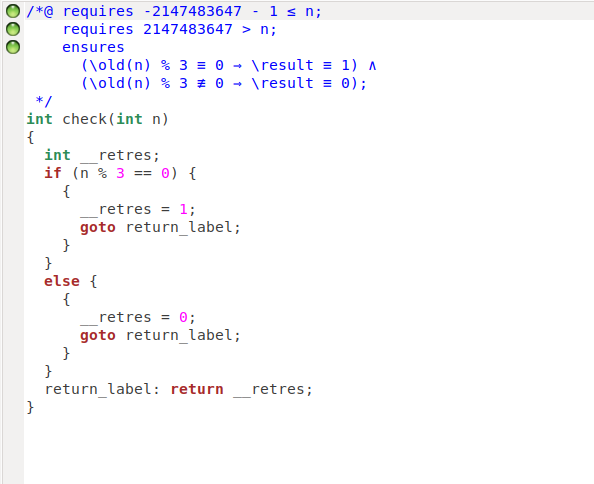 /*@ requires -2147483647 - 1 ≤ n;
    requires 2147483647 > n;
    ensures
      (\old(n) % 3 ≡ 0 ⇒ \result ≡ 1) ∧
      (\old(n) % 3 ≢ 0 ⇒ \result ≡ 0);
 */
int check(int n)
{
  int __retres;
  if (n % 3 == 0) {
    {
      __retres = 1;
      goto return_label;
    }
  }
  else {
    {
      __retres = 0;
      goto return_label;
    }
  }
  return_label: return __retres;
}